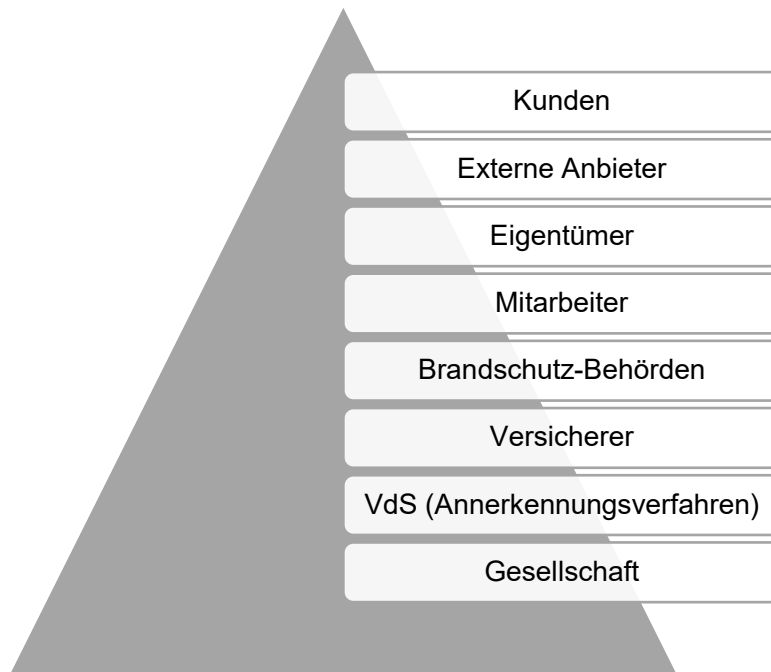 Kunden
Externe Anbieter
Eigentümer
Mitarbeiter
Brandschutz-Behörden
Versicherer
VdS (Annerkennungsverfahren)
Gesellschaft